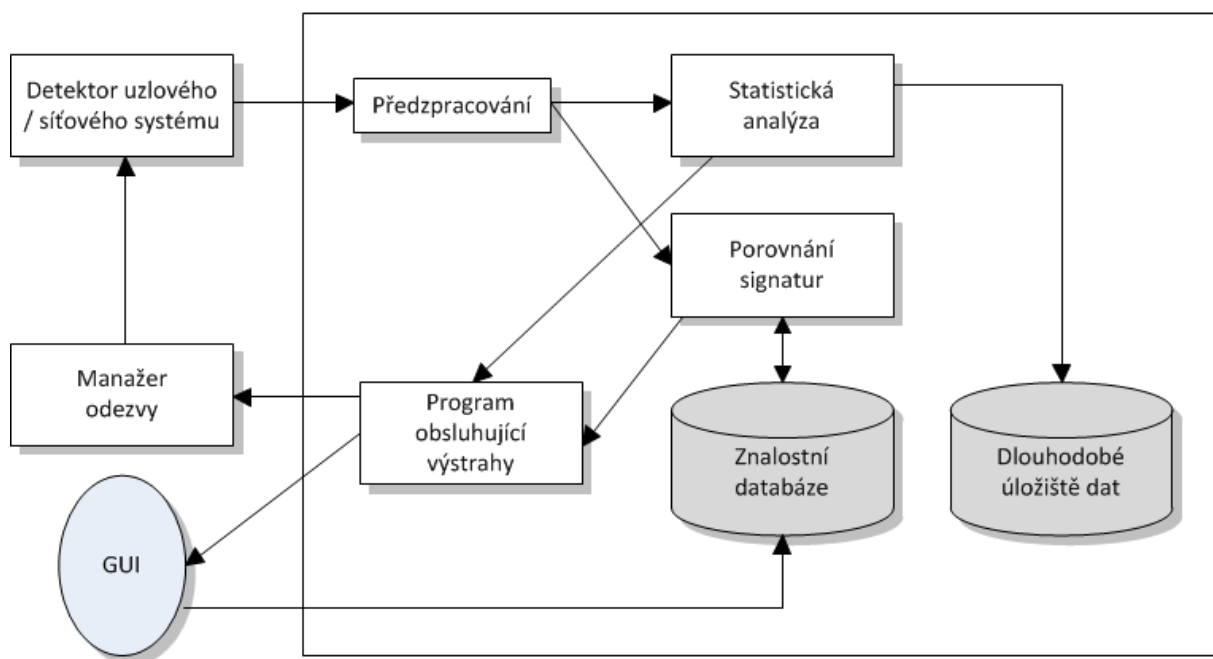 Detektor uzlového
/ síťového systému
Předzpracování
Statistická
analýza
Porovnání
signatur
Manažer
odezvy
Program
obsluhující
výstrahy
Znalostní
databáze
Dlouhodobé
úložiště dat
GUI